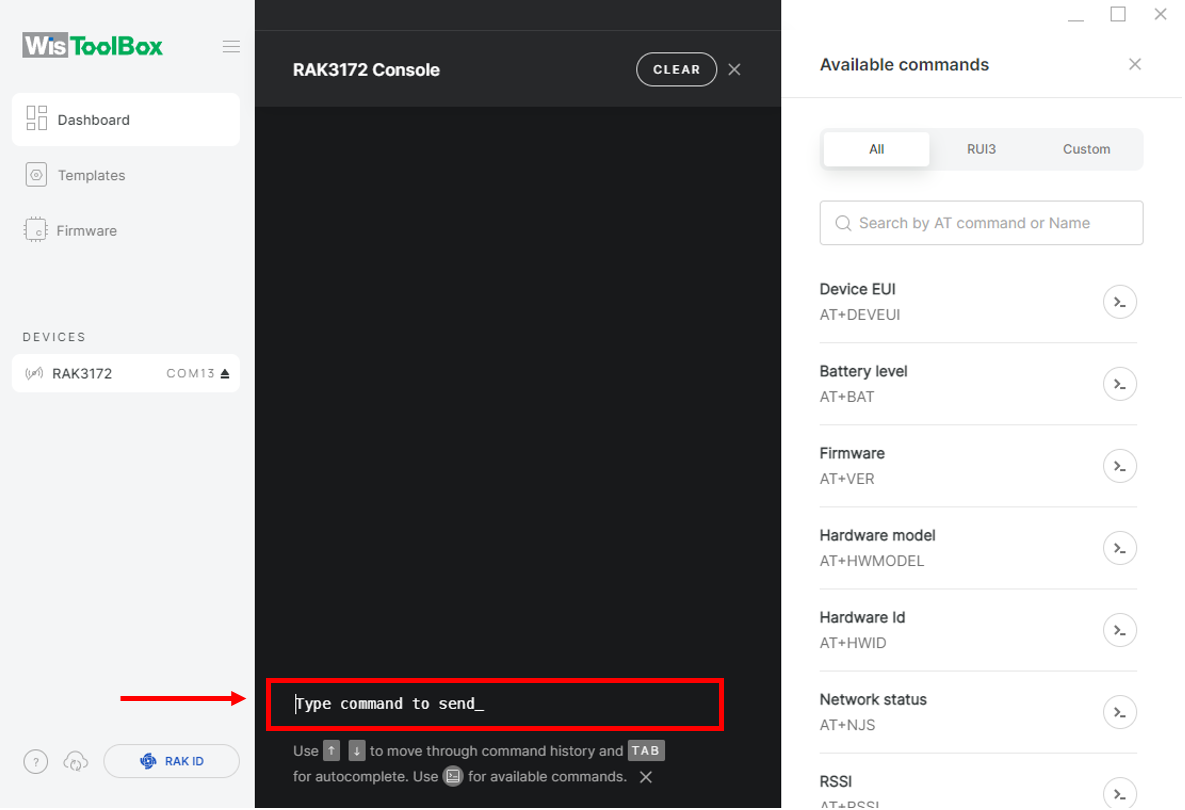 WisToolBox
Dashboard
Templates
Firmware
DEVICES
RAK3172 COM13
? RAK ID
RAK3172 Console
CLEAR
Type command to send_
Use ↑ ↓ to move through command history and TAB
for autocomplete. Use for available commands.
Available commands
All RUI3 Custom
Search by AT command or Name
Device EUI
AT+DEVEUI
Battery level
AT+BAT
Firmware
AT+VER
Hardware model
AT+HWMODEL
Hardware Id
AT+HWID
Network status
AT+NJS
RSSI
AT+RSSI